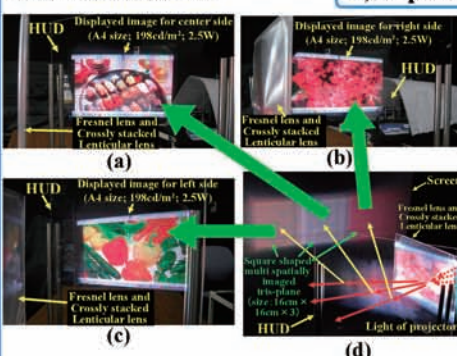 Displayed image for center side
(A4 size; 198cd/m²; 2.5W)
HUD
Fresnel lens and
Crossly stacked
Lenticular lens
(a)
Displayed image for right side
(A4 size; 198cd/m²; 2.5W)
HUD
Fresnel lens and
Crossly stacked
Lenticular lens
(b)
Displayed image for left side
(A4 size; 198cd/m²; 2.5W)
HUD
Fresnel lens and
Crossly stacked
Lenticular lens
(c)
Screen
Fresnel lens and
Crossly stacked
Lenticular lens
Square shaped
multi spatially
imaged
tris-plane
(size: 16cm ×
16cm × 3)
HUD
Light of projector
(d)